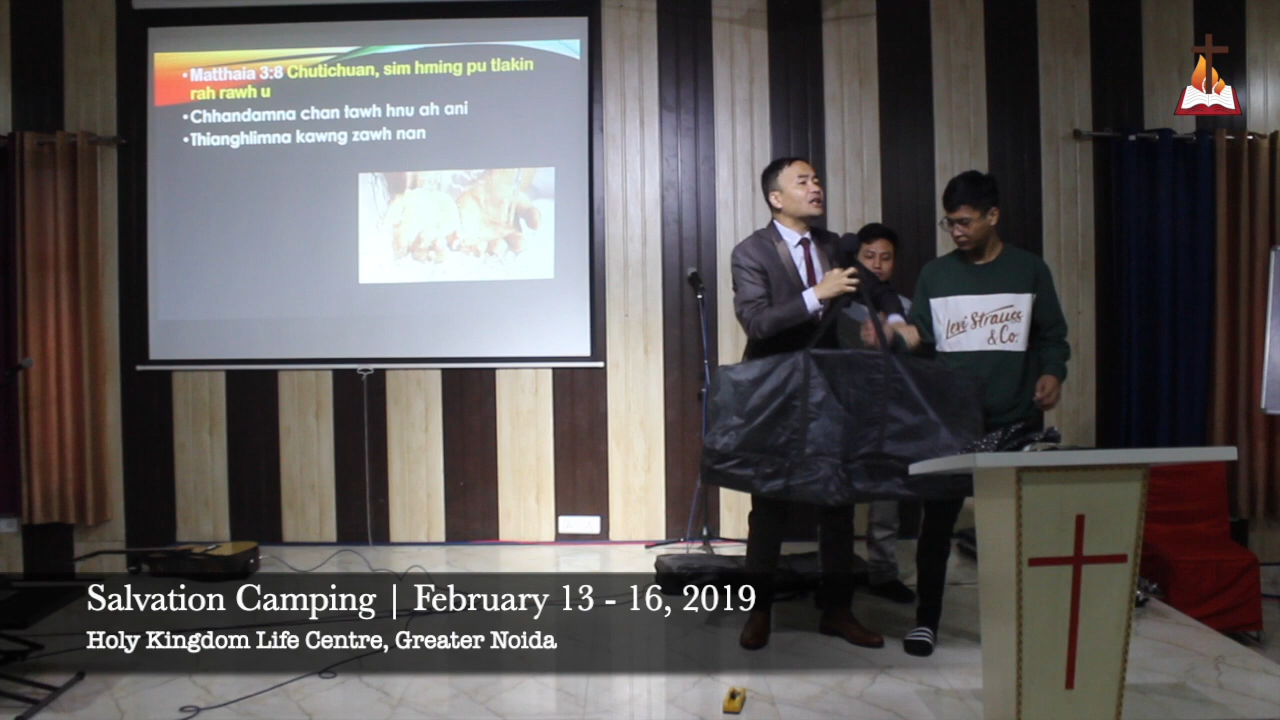 • Matthaia 3:8 Chutichuan, sim hming pu tlakin
rah rawh u
• Chhandamna chan tawh hnu ah ani
• Thianghlimna kawng zawh nan
Levi Strauss
& Co.
Salvation Camping | February 13 - 16, 2019
Holy Kingdom Life Centre, Greater Noida